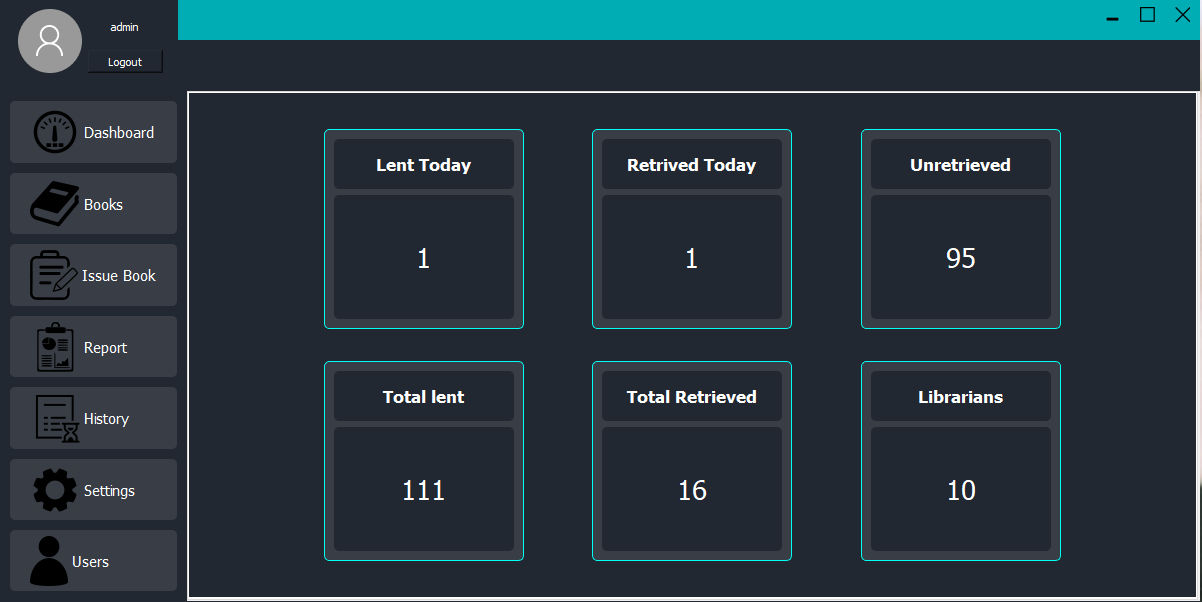 admin
Logout
Dashboard
Books
Issue Book
Report
History
Settings
Users
Lent Today
Retrived Today
Unretrieved
1
1
95
Total lent
Total Retrieved
Librarians
111
16
10